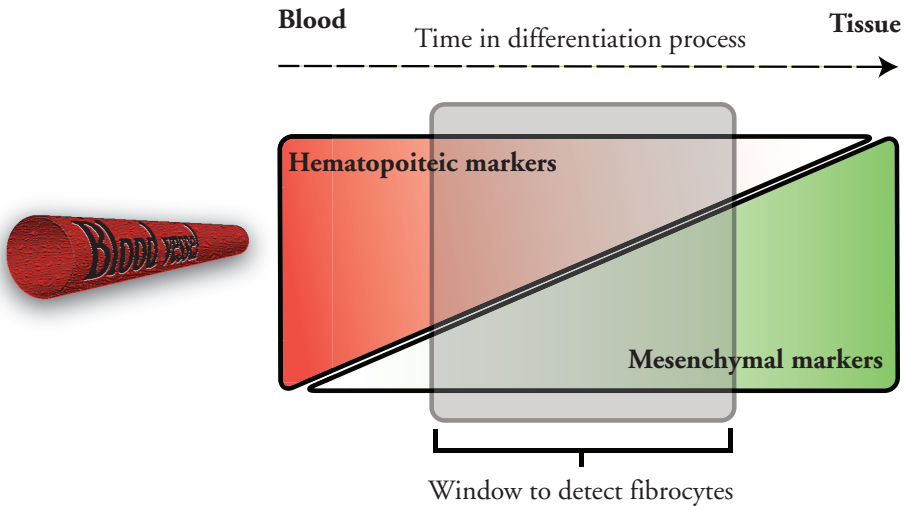 Blood
Tissue
Time in differentiation process
Hematopoiteic markers
Blood vessel
Mesenchymal markers
Window to detect fibrocytes